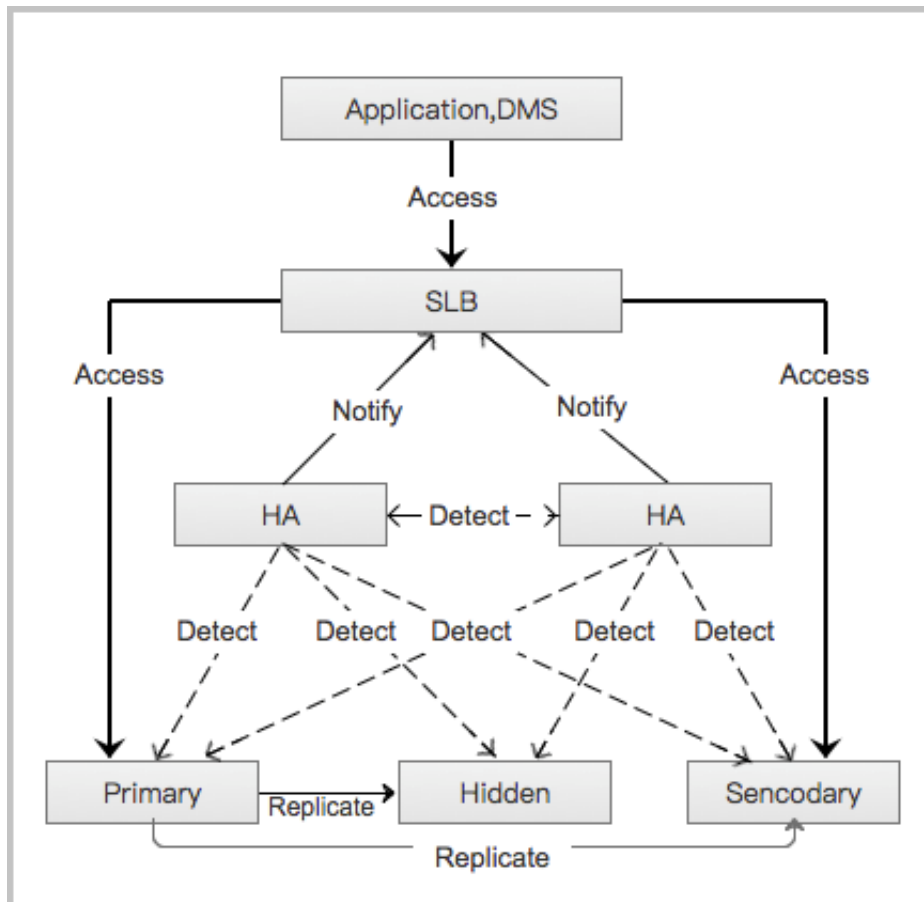 Application,DMS
Access
SLB
Access
Access
Notify
Notify
HA
Detect
HA
Detect
Detect
Detect
Detect
Detect
Primary
Replicate
Hidden
Sencodary
Replicate